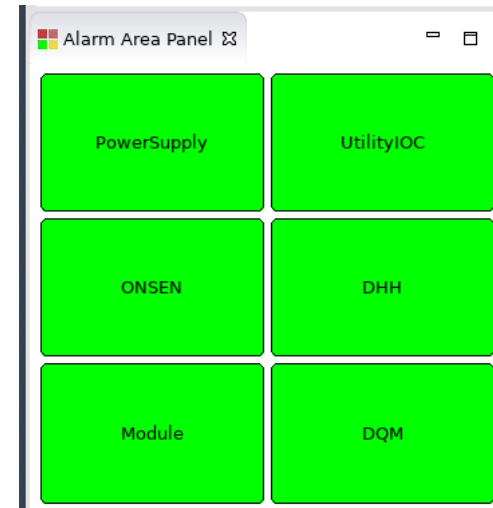 Alarm Area Panel
PowerSupply UtilityIOC
ONSEN DHH
Module DQM